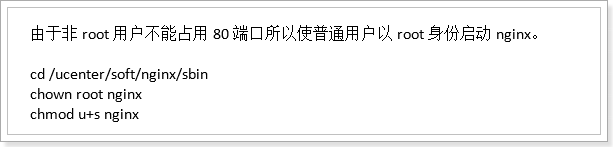 由于非 root 用户不能占用 80 端口所以使普通用户以 root 身份启动 nginx。
cd /ucenter/soft/nginx/sbin
chown root nginx
chmod u+s nginx